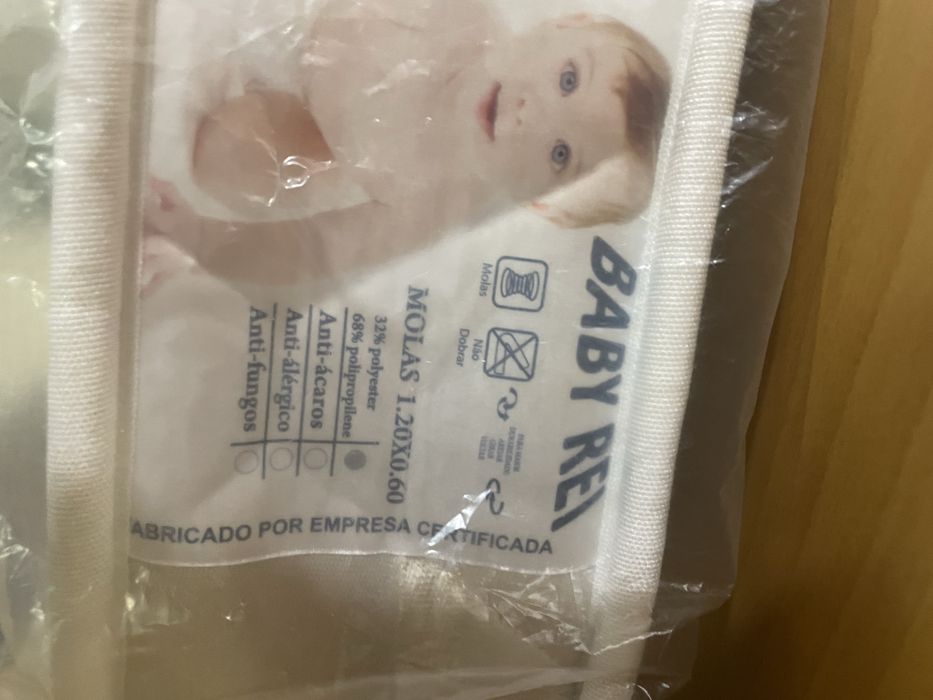 BABY REI
Molas
Não
Dobrar
MOLAS 1.20X0.60
32% polyester
68% polipropilene
Anti-ácaros
Anti-álérgico
Anti-fungos
ABRICADO POR EMPRESA CERTIFICADA